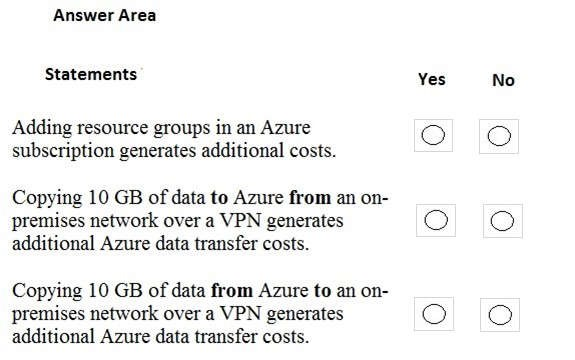 Answer Area
Statements
Yes No
Adding resource groups in an Azure
subscription generates additional costs.
Copying 10 GB of data to Azure from an on-
premises network over a VPN generates
additional Azure data transfer costs.
Copying 10 GB of data from Azure to an on-
premises network over a VPN generates
additional Azure data transfer costs.